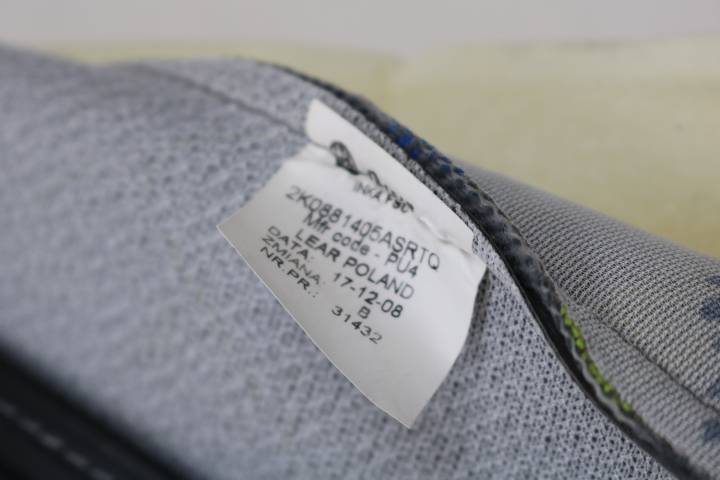 2K0881405ASRTQ
Mfr code - PU4
LEAR POLAND
DATA: 17-12-08
ZMIANA: B
NR.PR.: 31432